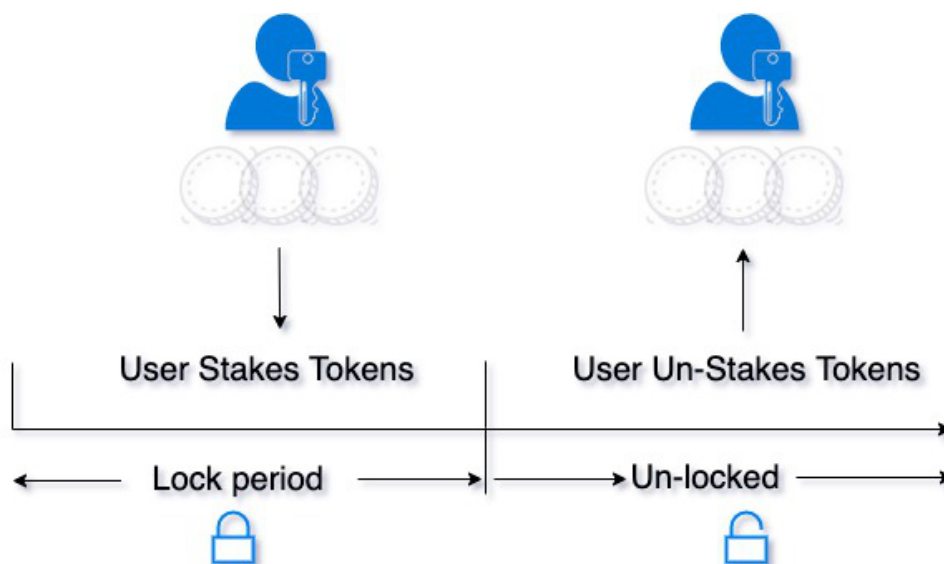 User Stakes Tokens
User Un-Stakes Tokens
Lock period
Un-locked